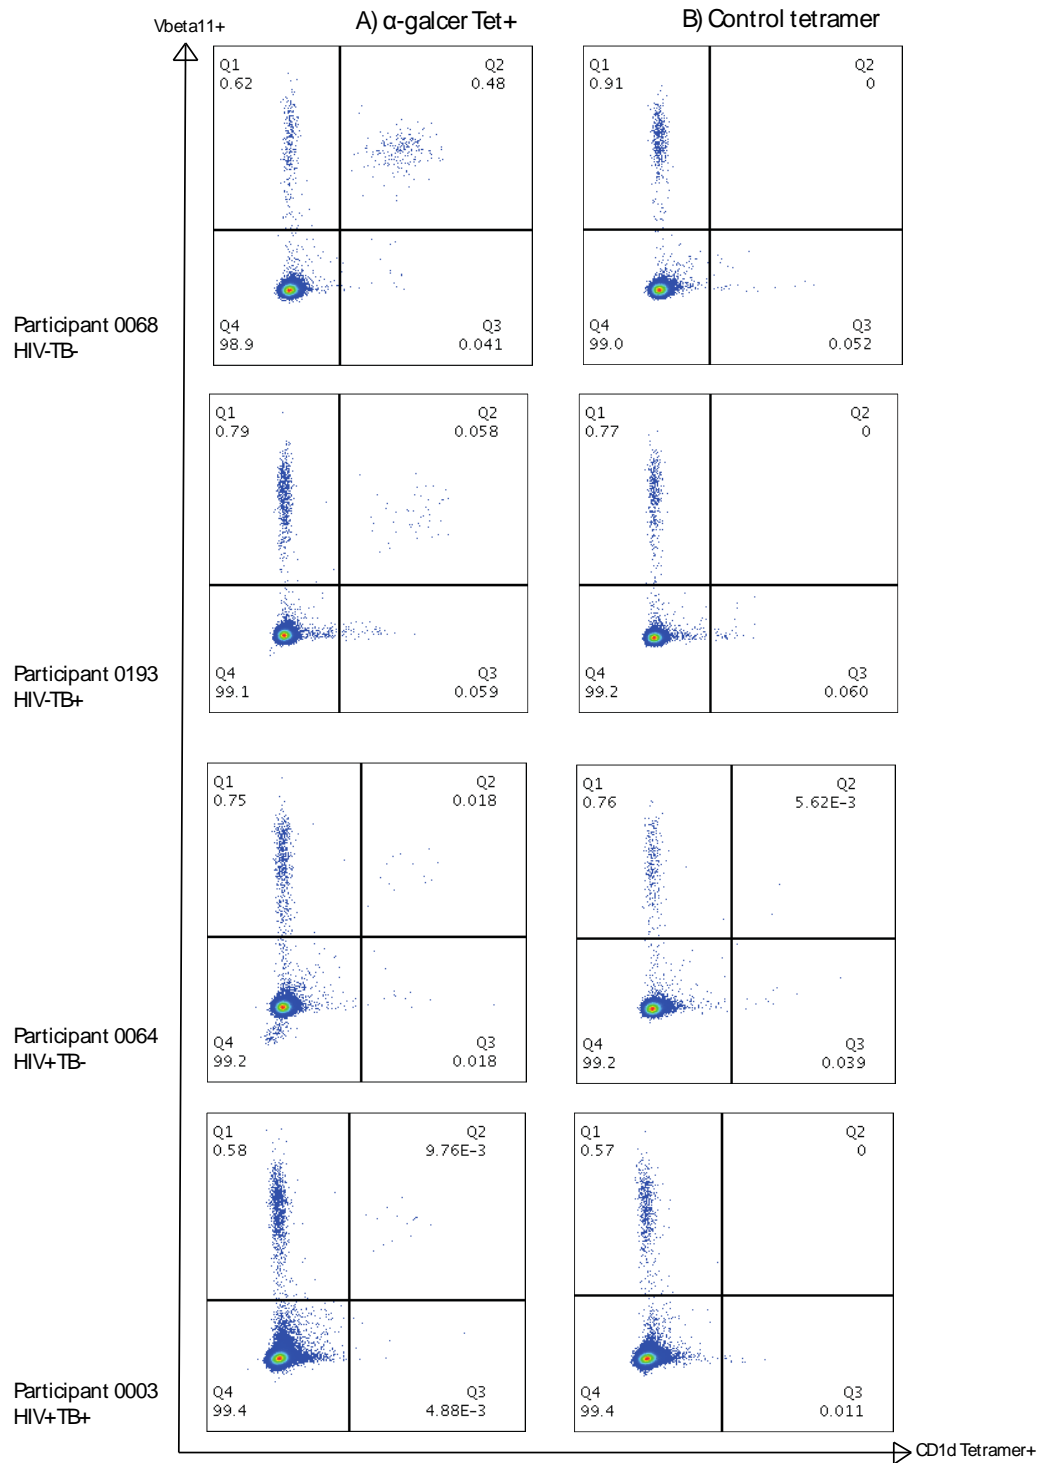 Vbeta11+
A) α-galcer Tet+
B) Control tetramer
Q1
0.62
Q2
0.48
Q4
98.9
Q3
0.041
Q1
0.91
Q2
0
Q4
99.0
Q3
0.052
Participant 0068
HIV-TB-
Q1
0.79
Q2
0.058
Q4
99.1
Q3
0.059
Q1
0.77
Q2
0
Q4
99.2
Q3
0.060
Participant 0193
HIV-TB+
Q1
0.75
Q2
0.018
Q4
99.2
Q3
0.018
Q1
0.76
Q2
5.62E-3
Q4
99.2
Q3
0.039
Participant 0064
HIV+TB-
Q1
0.58
Q2
9.76E-3
Q4
99.4
Q3
4.88E-3
Q1
0.57
Q2
0
Q4
99.4
Q3
0.011
Participant 0003
HIV+TB+
CD1d Tetramer+